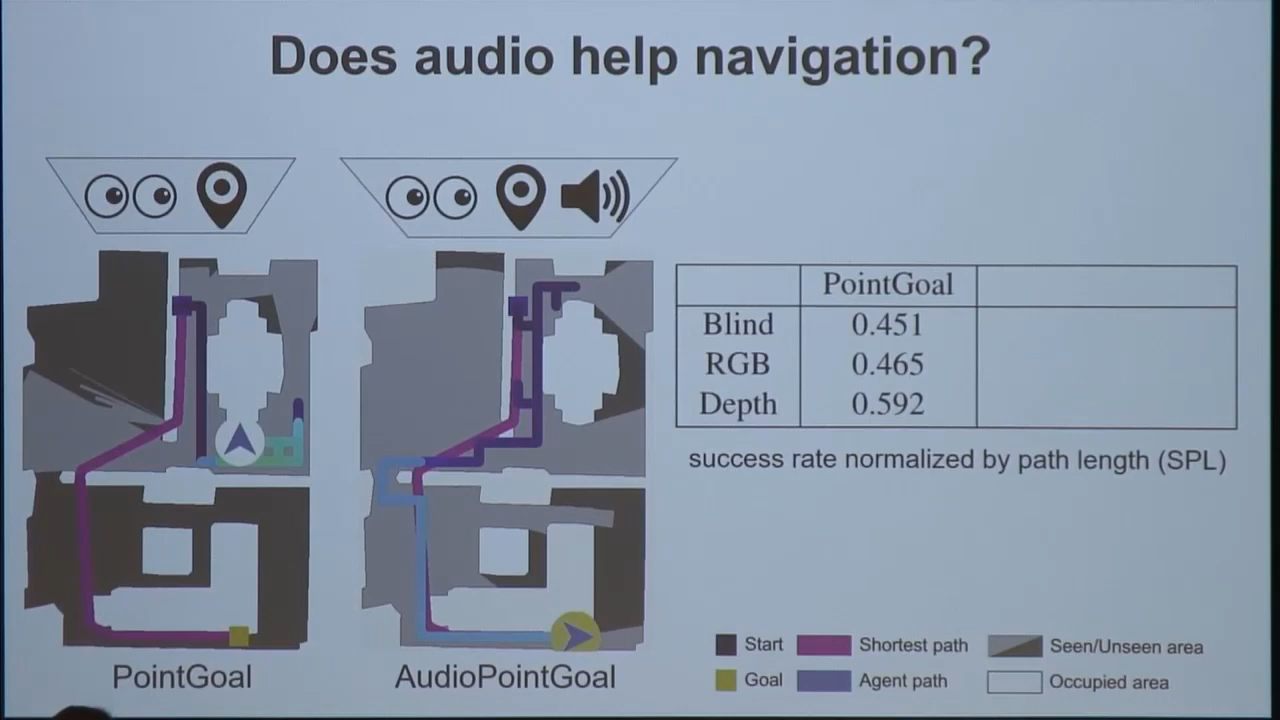 Does audio help navigation?
PointGoal
Blind 0.451
RGB 0.465
Depth 0.592
success rate normalized by path length (SPL)
Start Shortest path Seen/Unseen area
Goal Agent path Occupied area
PointGoal AudioPointGoal